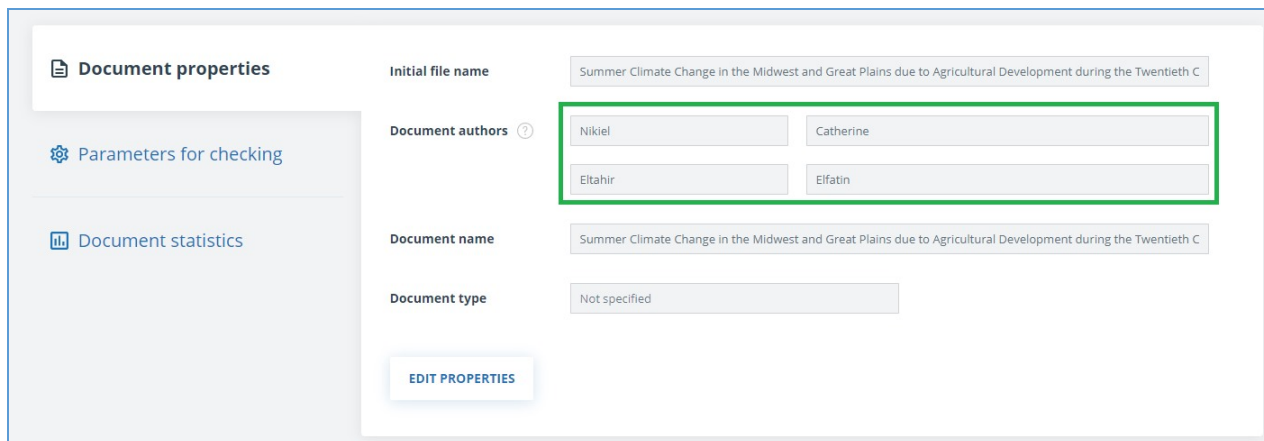 Document properties
Parameters for checking
Document statistics
Initial file name
Summer Climate Change in the Midwest and Great Plains due to Agricultural Development during the Twentieth C
Document authors ?
Nikiel Catherine
Eltahir Elfatin
Document name
Summer Climate Change in the Midwest and Great Plains due to Agricultural Development during the Twentieth C
Document type
Not specified
EDIT PROPERTIES